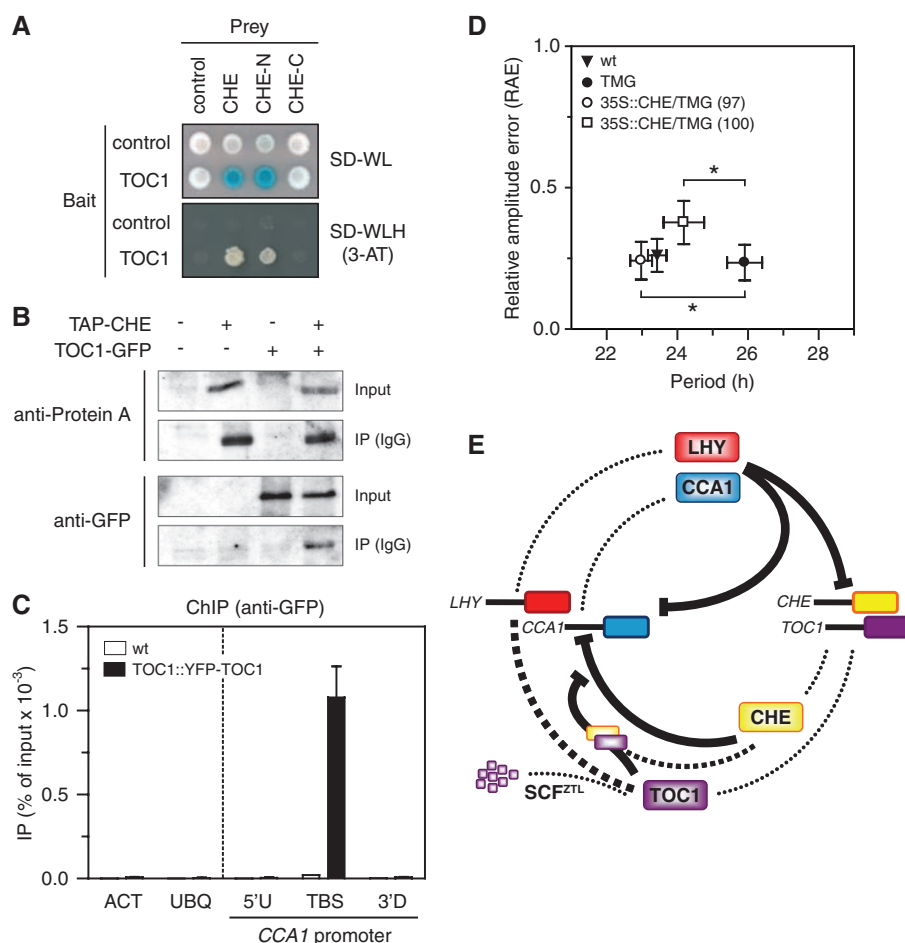 A
Prey
control
CHE
CHE-N
CHE-C
Bait
control
TOC1
SD-WL
control
TOC1
SD-WLH
(3-AT)
B
TAP-CHE - + - +
TOC1-GFP - - + +
anti-Protein A
Input
IP (IgG)
anti-GFP
Input
IP (IgG)
C
ChIP (anti-GFP)
wt
TOC1::YFP-TOC1
IP (% of input x 10-3)
1.5
1.0
0.5
0.0
ACT UBQ 5'U TBS 3'D
CCA1 promoter
D
wt
TMG
35S::CHE/TMG (97)
35S::CHE/TMG (100)
Relative amplitude error (RAE)
1.0
0.5
0.0
*
*
22 24 26 28
Period (h)
E
LHY
CCA1
LHY
CCA1
CHE
TOC1
CHE
TOC1
SCFZTL